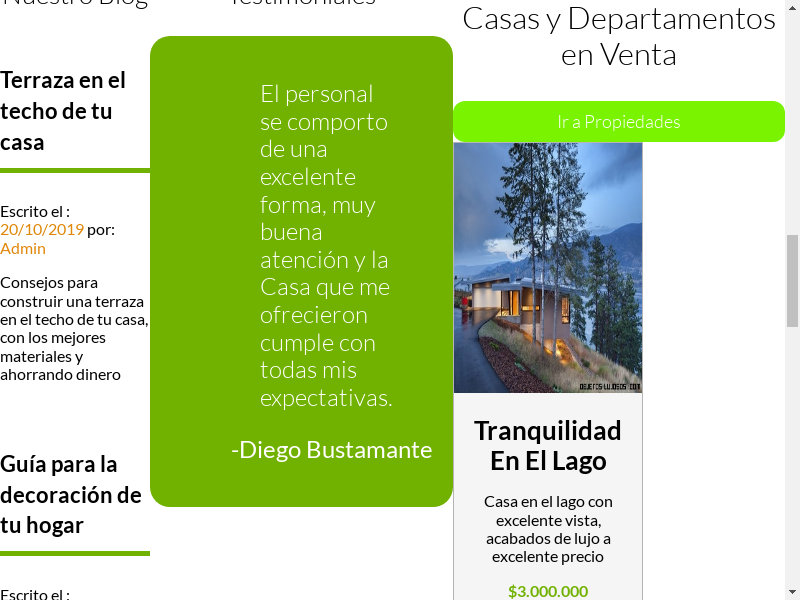 Nuestro Blog
Terraza en el
techo de tu
casa
Escrito el :
20/10/2019 por:
Admin
Consejos para
construir una terraza
en el techo de tu casa,
con los mejores
materiales y
ahorrando dinero
Guía para la
decoración de
tu hogar
Escrito el :
Testimoniales
El personal
se comporto
de una
excelente
forma, muy
buena
atención y la
Casa que me
ofrecieron
cumple con
todas mis
expectativas.
-Diego Bustamante
Casas y Departamentos
en Venta
Ir a Propiedades
DEJETOS LUJOSOS.COM
Tranquilidad
En El Lago
Casa en el lago con
excelente vista,
acabados de lujo a
excelente precio
$3.000.000